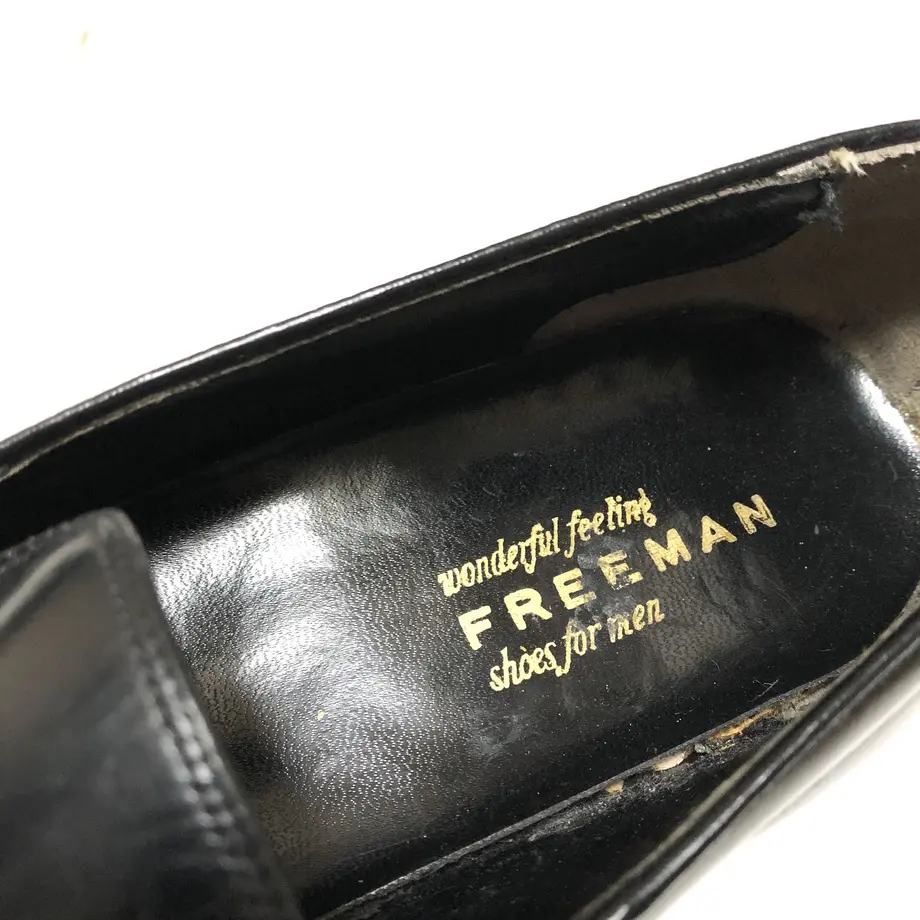 wonderful feeling
FREEMAN
shoes for men